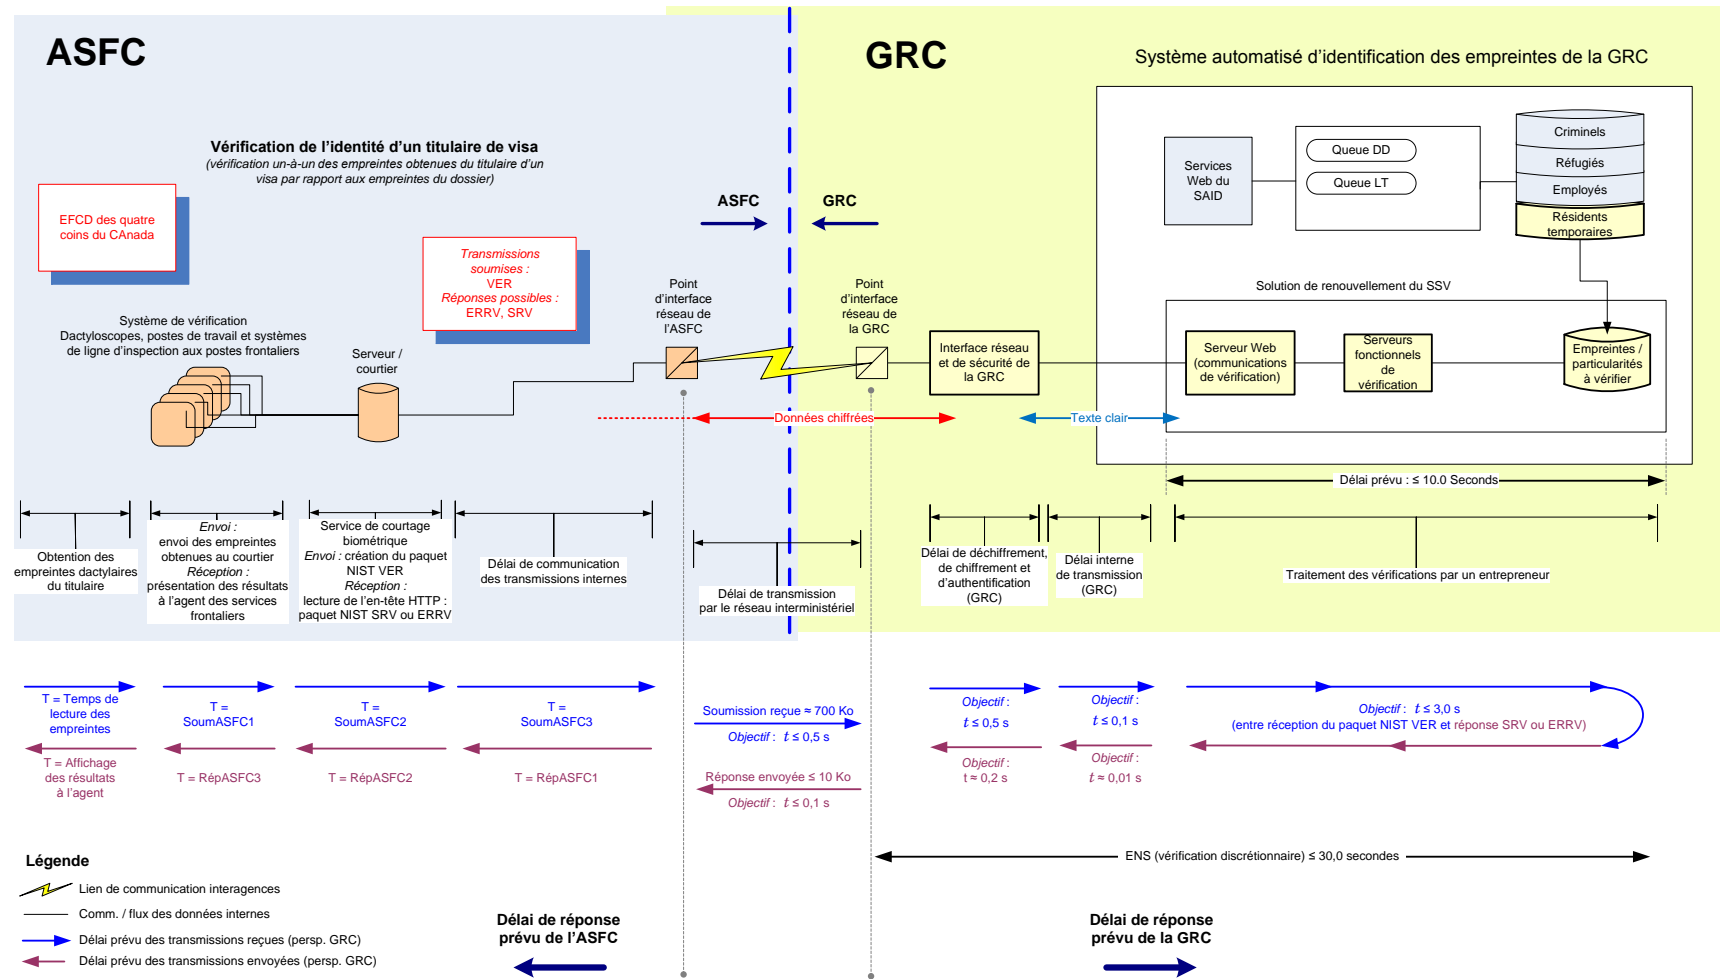 ASFC
GRC
Système automatisé d’identification des empreintes de la GRC
Vérification de l’identité d’un titulaire de visa
(vérification un-à-un des empreintes obtenues du titulaire d’un
visa par rapport aux empreintes du dossier)
EFCD des quatre
coins du CAnada
Transmissions
soumises :
VER
Réponses possibles :
ERRV, SRV
ASFC
GRC
Services
Web du
SAID
Queue DD
Queue LT
Criminels
Réfugiés
Employés
Résidents
temporaires
Système de vérification
Dactyloscopes, postes de travail et systèmes
de ligne d’inspection aux postes frontaliers
Serveur /
courtier
Point
d’interface
réseau de
l’ASFC
Point
d’interface
réseau de
la GRC
Interface réseau
et de sécurité de
la GRC
Solution de renouvellement du SSV
Serveur Web
(communications
de vérification)
Serveurs
fonctionnels
de
vérification
Empreintes /
particularités
à vérifier
Données chiffrées
Texte clair
Délai prévu : ≤ 10.0 Seconds
Obtention des
empreintes dactylaires
du titulaire
Envoi :
envoi des empreintes
obtenues au courtier
Réception :
présentation des résultats
à l’agent des services
frontaliers
Service de courtage
biométrique
Envoi : création du paquet
NIST VER
Réception :
lecture de l’en-tête HTTP :
paquet NIST SRV ou ERRV
Délai de communication
des transmissions internes
Délai de transmission
par le réseau interministériel
Délai de déchiffrement,
de chiffrement et
d’authentification
(GRC)
Délai interne
de transmission
(GRC)
Traitement des vérifications par un entrepreneur
T = Temps de
lecture des
empreintes
T =
SoumASFC1
T =
SoumASFC2
T =
SoumASFC3
Soumission reçue ≈ 700 Ko
Objectif : t ≤ 0,5 s
Objectif :
t ≤ 0,5 s
Objectif :
t ≤ 0,1 s
Objectif : t ≤ 3,0 s
(entre réception du paquet NIST VER et réponse SRV ou ERRV)
T = Affichage
des résultats
à l’agent
T = RépASFC3
T = RépASFC2
T = RépASFC1
Réponse envoyée ≤ 10 Ko
Objectif : t ≤ 0,1 s
Objectif :
t ≈ 0,2 s
Objectif :
t ≈ 0,01 s
ENS (vérification discrétionnaire) ≤ 30,0 secondes
Légende
Lien de communication interagences
Comm. / flux des données internes
Délai prévu des transmissions reçues (persp. GRC)
Délai prévu des transmissions envoyées (persp. GRC)
Délai de réponse
prévu de l’ASFC
Délai de réponse
prévu de la GRC